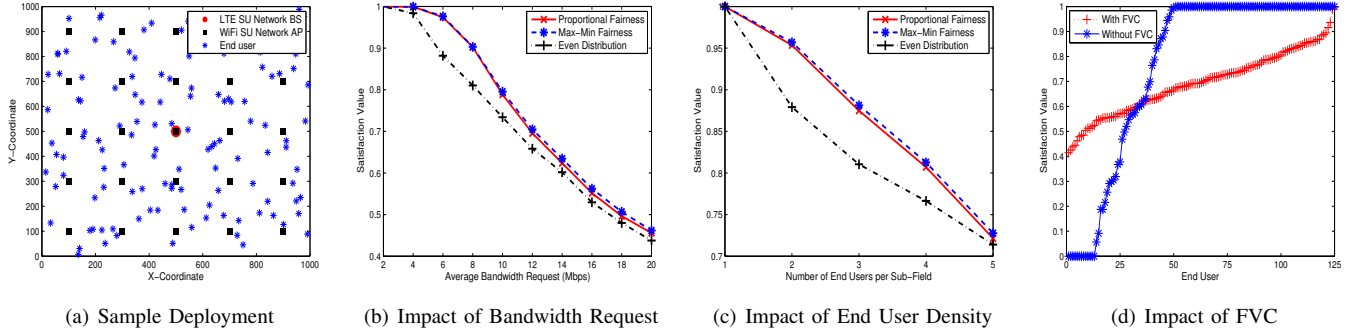 LTE SU Network BS
WiFi SU Network AP
End user
1000
900
800
700
600
500
400
300
200
100
0
Y-Coordinate
0 200 400 600 800 1000
X-Coordinate
(a) Sample Deployment
Proportional Fairness
Max-Min Fairness
Even Distribution
1
0.9
0.8
0.7
0.6
0.5
0.4
Satisfaction Value
2 4 6 8 10 12 14 16 18 20
Average Bandwidth Request (Mbps)
(b) Impact of Bandwidth Request
Proportional Fairness
Max-Min Fairness
Even Distribution
1
0.95
0.9
0.85
0.8
0.75
0.7
Satisfaction Value
1 2 3 4 5
Number of End Users per Sub-Field
(c) Impact of End User Density
With FVC
Without FVC
1
0.9
0.8
0.7
0.6
0.5
0.4
0.3
0.2
0.1
0
Satisfaction Value
0 25 50 75 100 125
End User
(d) Impact of FVC